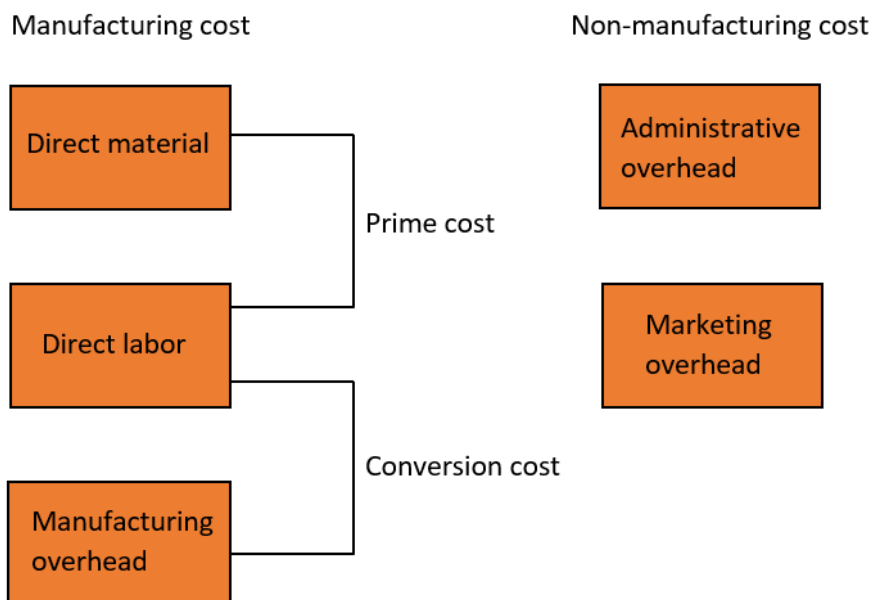 Manufacturing cost
Non-manufacturing cost
Direct material
Administrative
overhead
Prime cost
Direct labor
Marketing
overhead
Conversion cost
Manufacturing
overhead